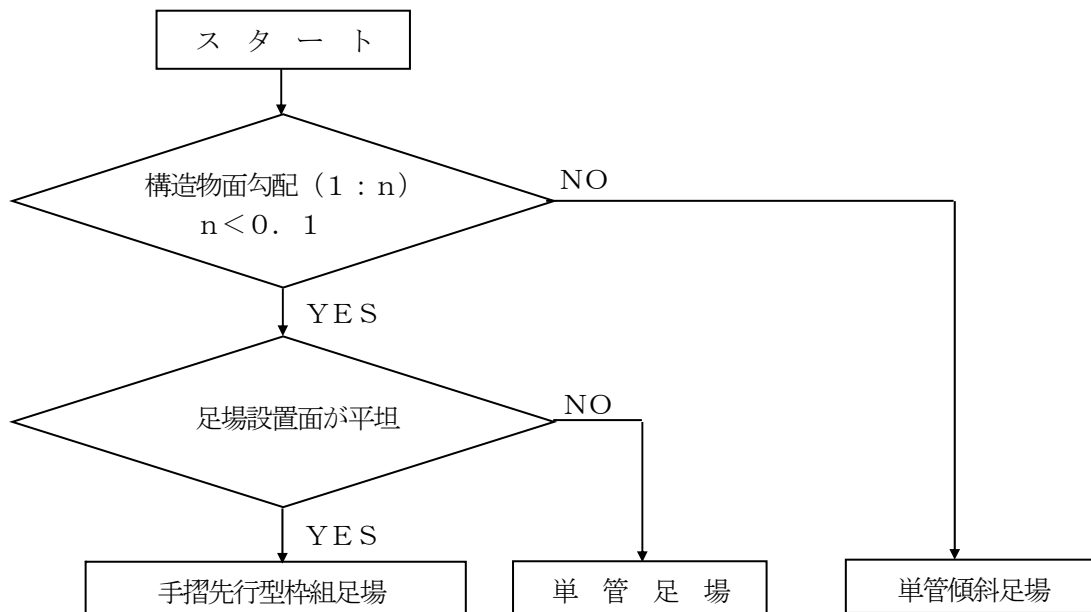 ス タ ー ト
構造物面勾配（１：ｎ）
ｎ＜０．１
ＮＯ
ＹＥＳ
足場設置面が平坦
ＮＯ
ＹＥＳ
手摺先行型枠組足場
単 管 足 場
単管傾斜足場